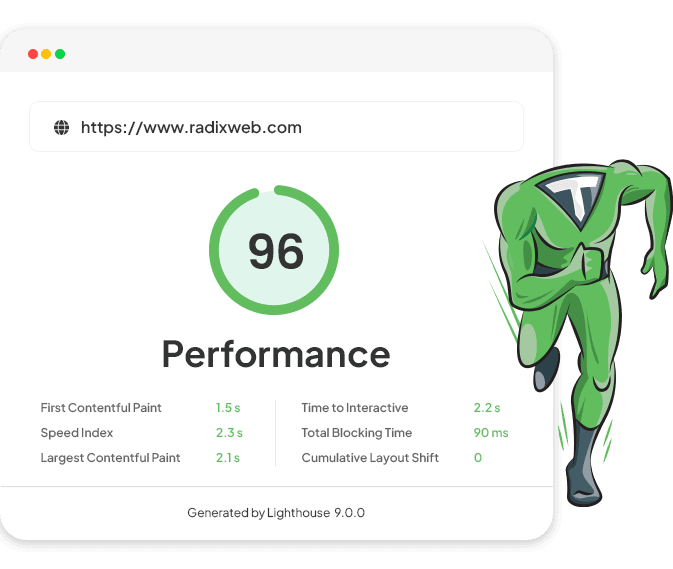 https://www.radixweb.com
T
96
Performance
First Contentful Paint 1.5 s
Speed Index 2.3 s
Largest Contentful Paint 2.1 s
Time to Interactive 2.2 s
Total Blocking Time 90 ms
Cumulative Layout Shift 0
Generated by Lighthouse 9.0.0